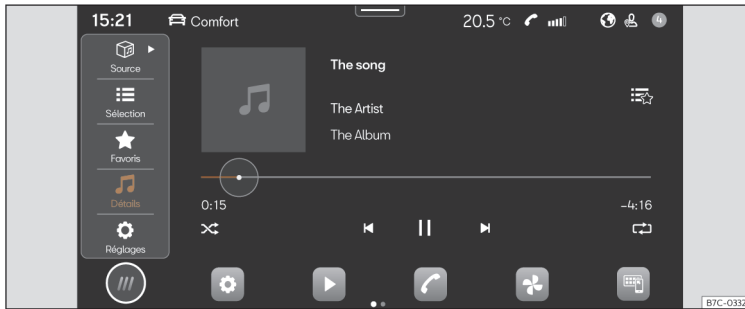 15:21 Comfort 20.5 °C 4
Source
Sélection
Favoris
Détails
Réglages
The song
The Artist
The Album
0:15 -4:16
B7C-0332